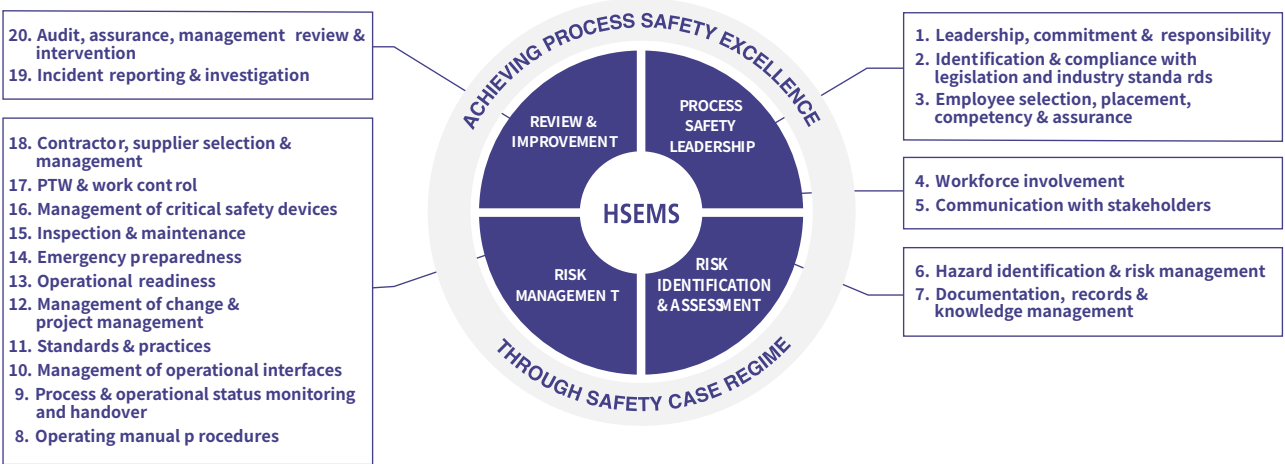 20. Audit, assurance, management review &
intervention
19. Incident reporting & investigation
18. Contractor, supplier selection &
management
17. PTW & work cont rol
16. Management of critical safety devices
15. Inspection & maintenance
14. Emergency preparedness
13. Operational readiness
12. Management of change &
project management
11. Standards & practices
10. Management of operational interfaces
9. Process & operational status monitoring
and handover
8. Operating manual p rocedures
ACHIEVING PROCESS SAFETY EXCELLENCE
REVIEW &
IMPROVEMEN T
PROCESS
SAFETY
LEADERSHIP
HSEMS
RISK
MANAGEMEN T
RISK
IDENTIFICATION
& ASSESSMENT
THROUGH SAFETY CASE REGIME
1. Leadership, commitment & responsibility
2. Identification & compliance with
legislation and industry standa rds
3. Employee selection, placement,
competency & assurance
4. Workforce involvement
5. Communication with stakeholders
6. Hazard identification & risk management
7. Documentation, records &
knowledge management